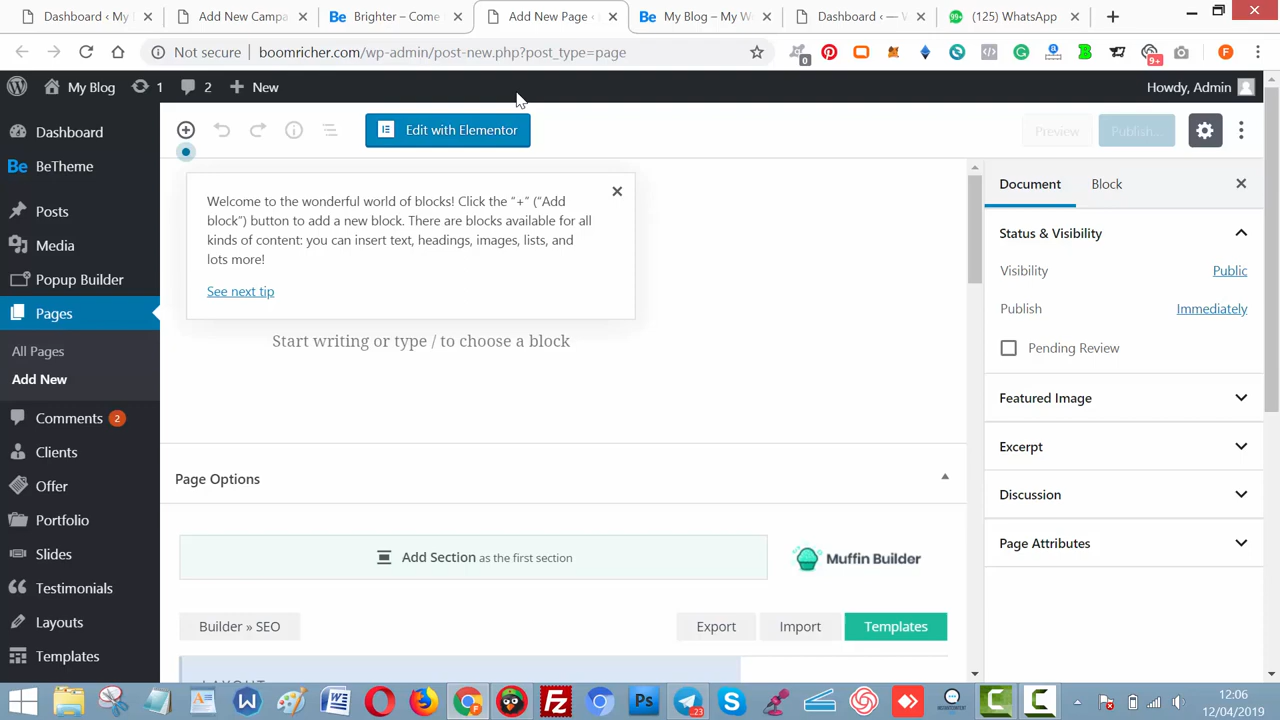 Dashboard ‹ My
Add New Campa
Brighter – Come
Add New Page ‹
My Blog – My W
Dashboard ‹ — W
(125) WhatsApp
Not secure
boomricher.com/wp-admin/post-new.php?post_type=page
My Blog
1
2
New
Howdy, Admin
Dashboard
BeTheme
Posts
Media
Popup Builder
Pages
All Pages
Add New
Comments 2
Clients
Offer
Portfolio
Slides
Testimonials
Layouts
Templates
Edit with Elementor
Preview
Publish...
Welcome to the wonderful world of blocks! Click the “+” (“Add
block”) button to add a new block. There are blocks available for all
kinds of content: you can insert text, headings, images, lists, and
lots more!
See next tip
Start writing or type / to choose a block
Page Options
Add Section as the first section
Muffin Builder
Builder » SEO
Export
Import
Templates
LAYOUT
Document
Block
Status & Visibility
Visibility
Public
Publish
Immediately
Pending Review
Featured Image
Excerpt
Discussion
Page Attributes
12:06
12/04/2019